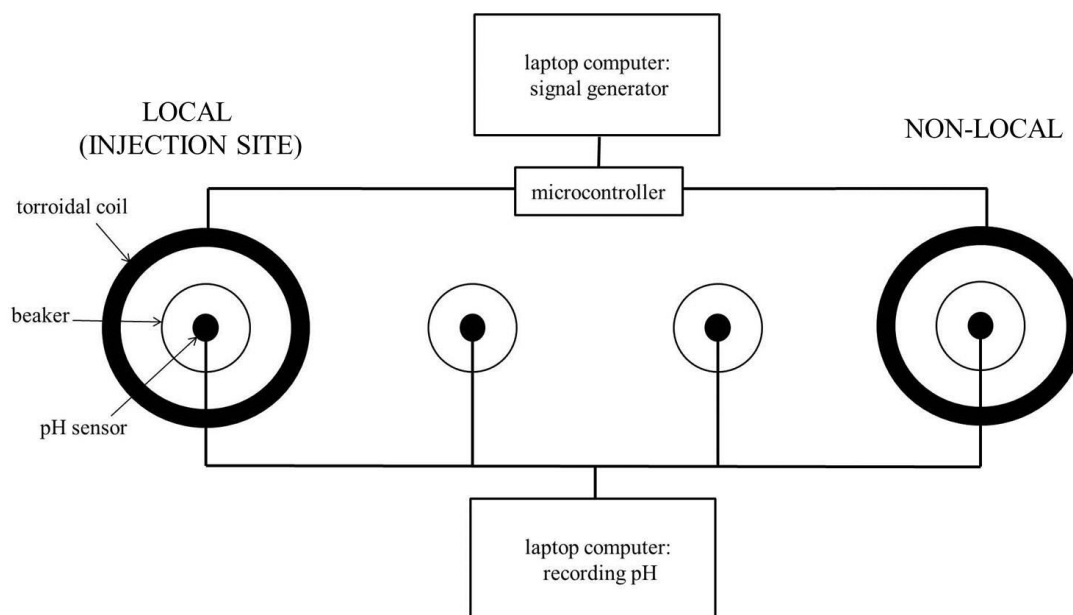 laptop computer:
signal generator
LOCAL
(INJECTION SITE)
NON-LOCAL
microcontroller
torroidal coil
beaker
pH sensor
laptop computer:
recording pH